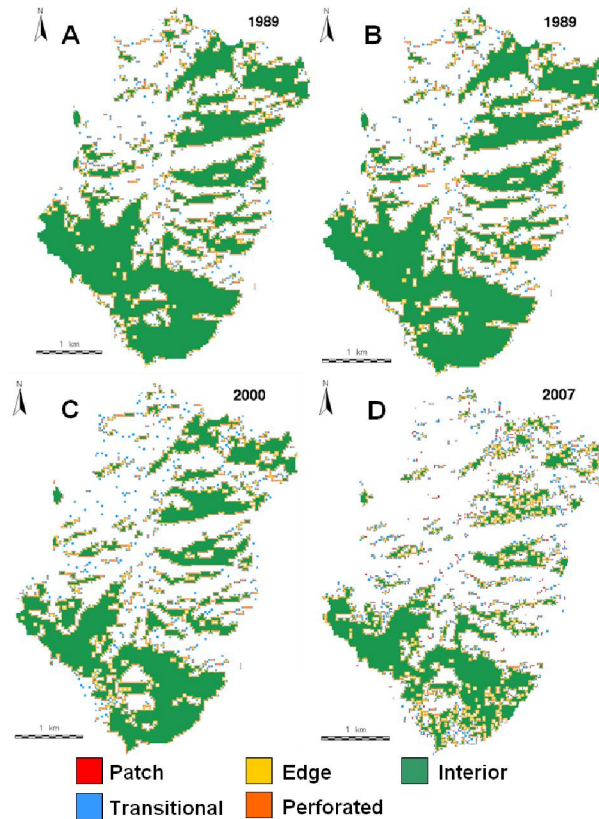 N
A
1989
1 km
N
B
1989
1 km
N
C
2000
1 km
N
D
2007
1 km
Patch
Edge
Interior
Transitional
Perforated